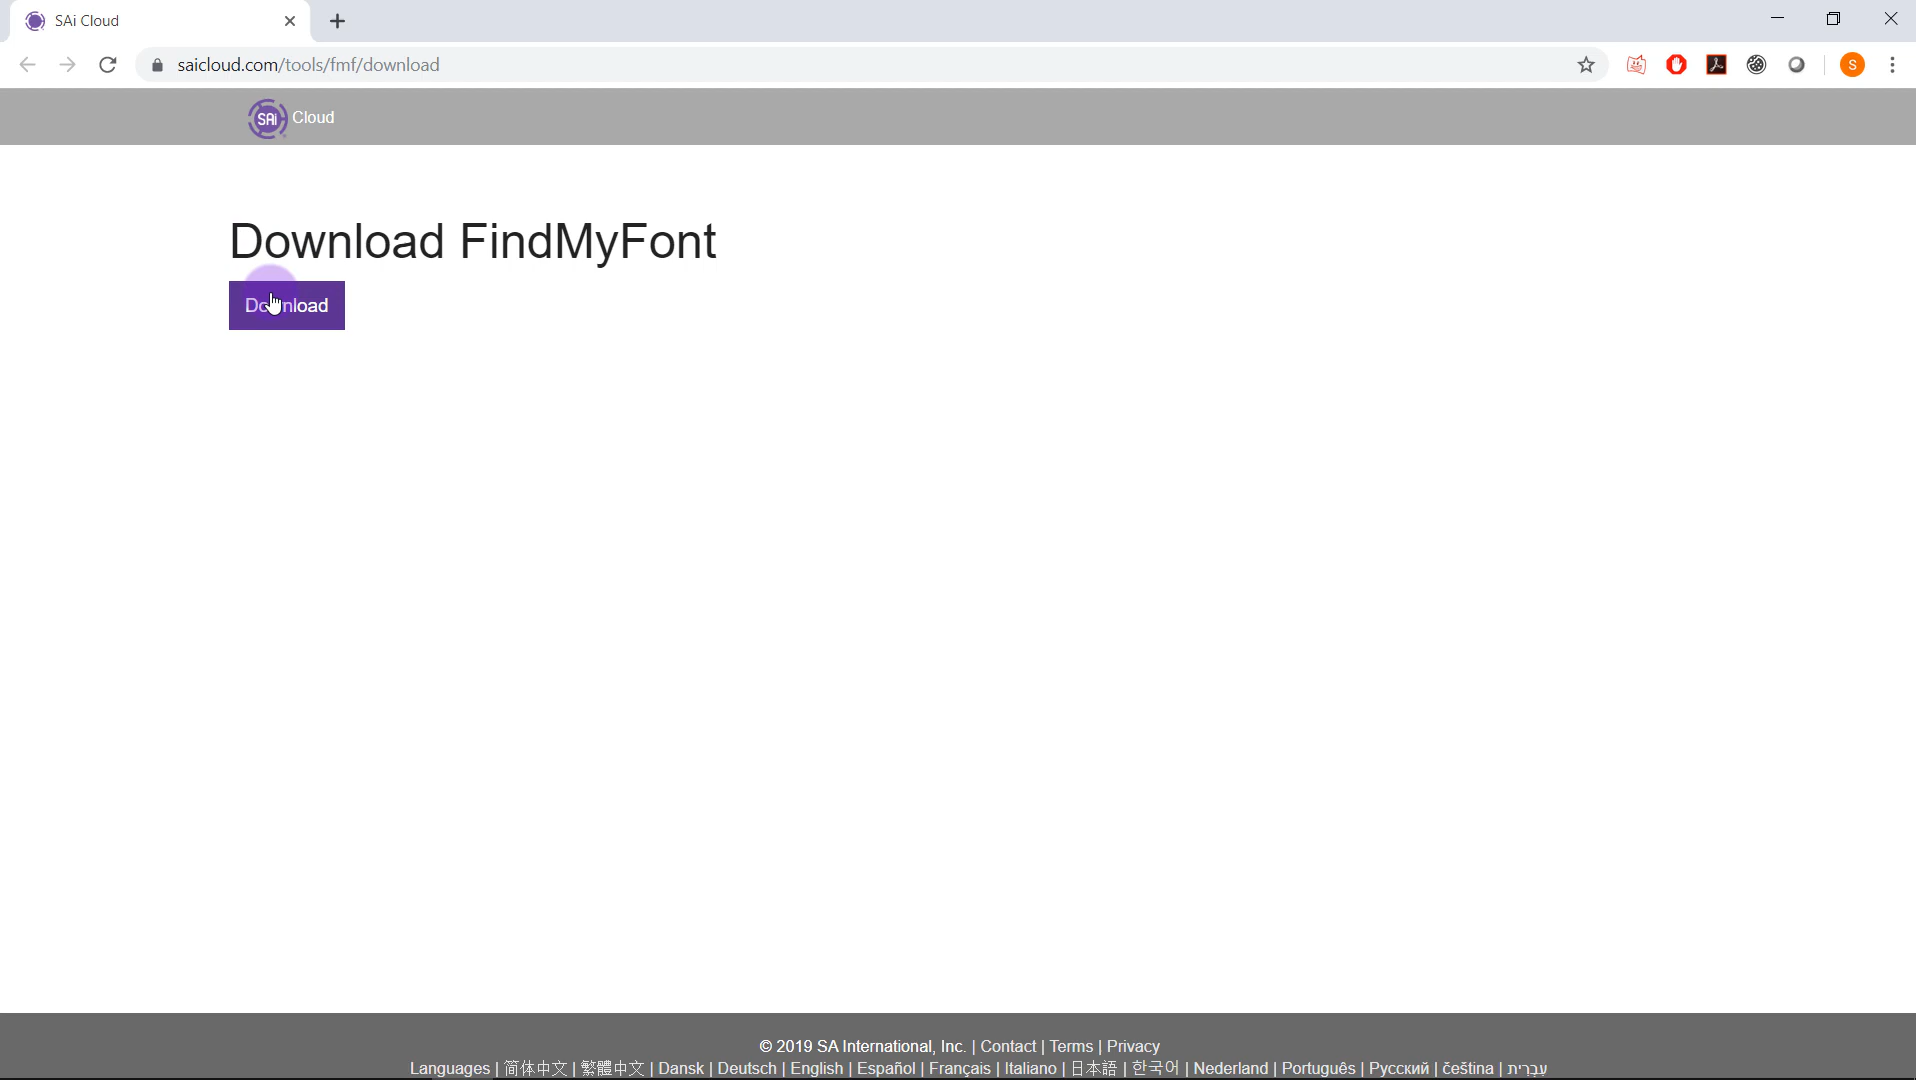 SAi Cloud
saicloud.com/tools/fmf/download
S
SAi Cloud
Download FindMyFont
Download
© 2019 SA International, Inc. | Contact | Terms | Privacy
Languages | 简体中文 | 繁體中文 | Dansk | Deutsch | English | Español | Français | Italiano | 日本語 | 한국어 | Nederland | Português | Русский | čeština | עִבְרִית